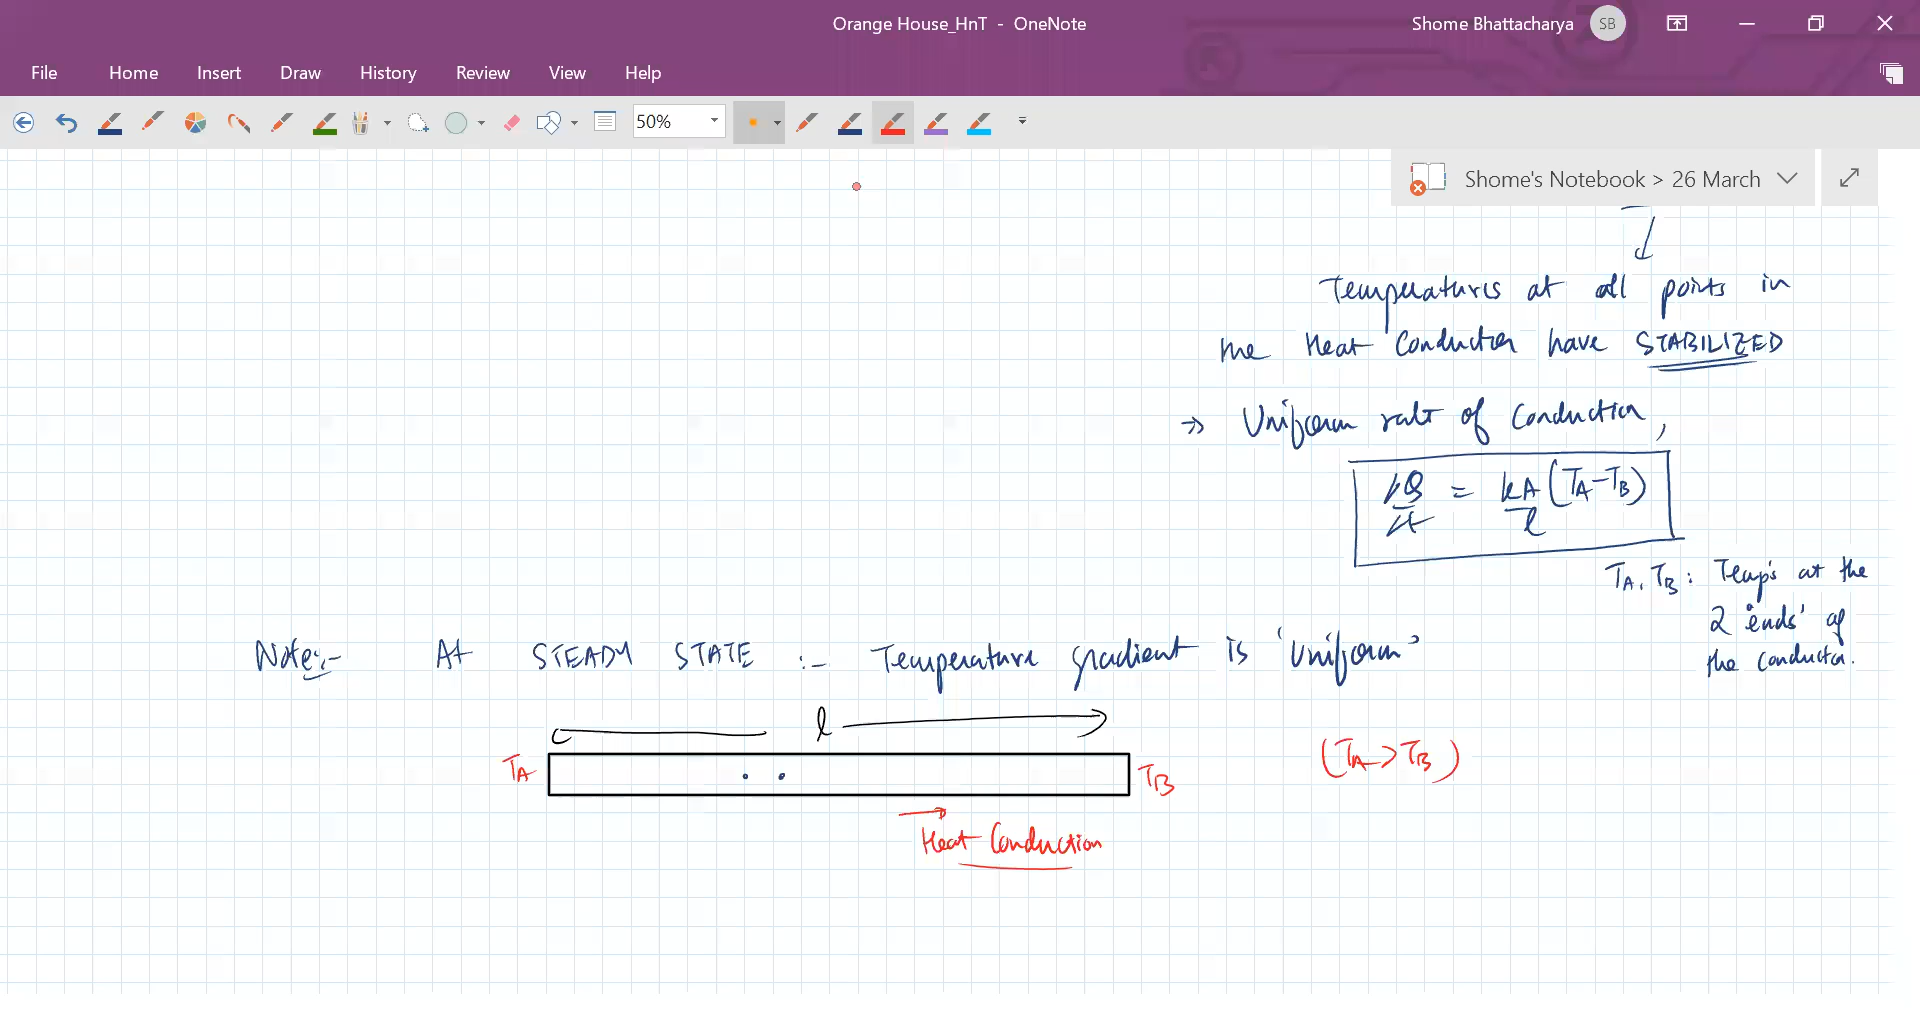 Orange House_HnT - OneNote
Shome Bhattacharya SB
File Home Insert Draw History Review View Help
50%
Shome's Notebook > 26 March
Temperatures at all points in
the Heat Conductor have STABILIZED
→ Uniform rate of Conduction,
dQ/dt = kA/l (TA-TB)
TA, TB : Temp's at the
2 'ends' of
the conductor.
Note:- At STEADY STATE :- Temperature gradient is 'Uniform'
l
TA TB (TA>TB)
Heat Conduction